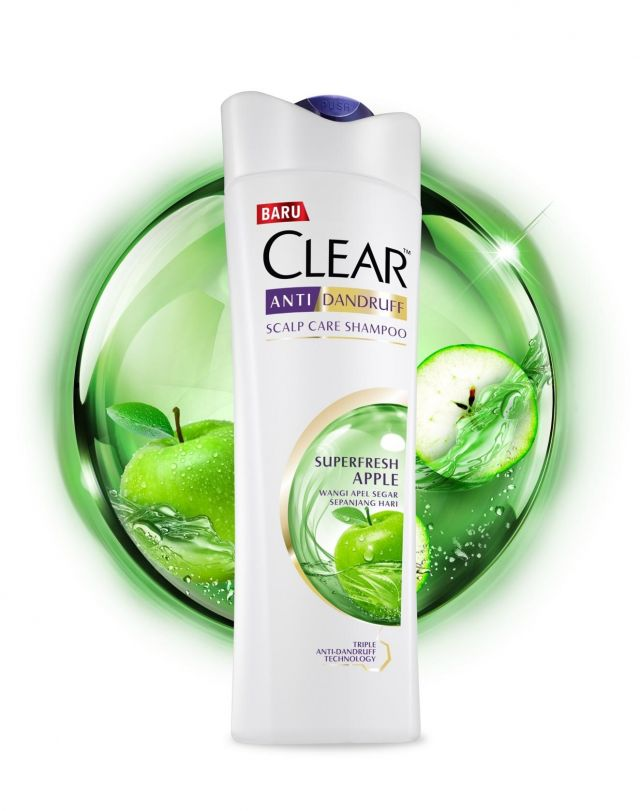 PUSH
BARU
CLEAR™
ANTI DANDRUFF
SCALP CARE SHAMPOO
SUPERFRESH
APPLE
WANGI APEL SEGAR
SEPANJANG HARI
TRIPLE
ANTI-DANDRUFF
TECHNOLOGY